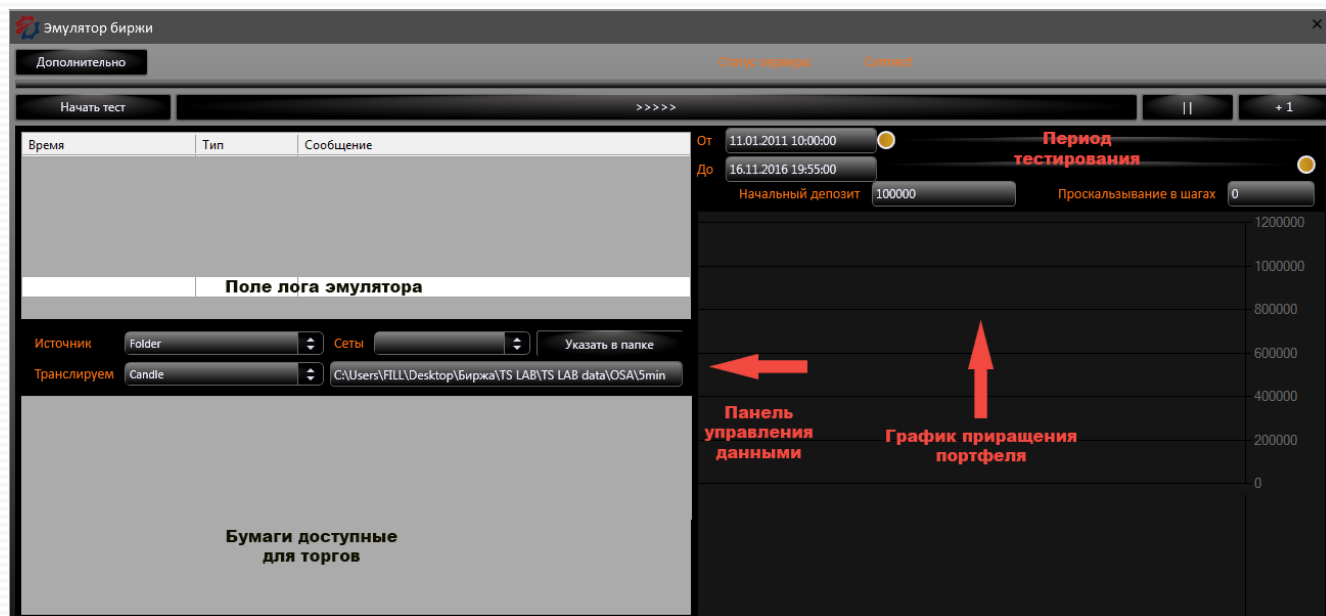 Эмулятор биржи
Дополнительно
Connect
Начать тест >>>>> || + 1
Время Тип Сообщение
Поле лога эмулятора
От 11.01.2011 10:00:00
До 16.11.2016 19:55:00
Период
тестирования
Начальный депозит 100000 Проскальзывание в шагах 0
Источник Folder Сеты Указать в папке
Транслируем Candle C:\Users\FILL\Desktop\Биржа\TS LAB\TS LAB data\OSA\5min
Бумаги доступные
для торгов
Панель
управления
данными
График приращения
портфеля
1200000
1000000
800000
600000
400000
200000
0